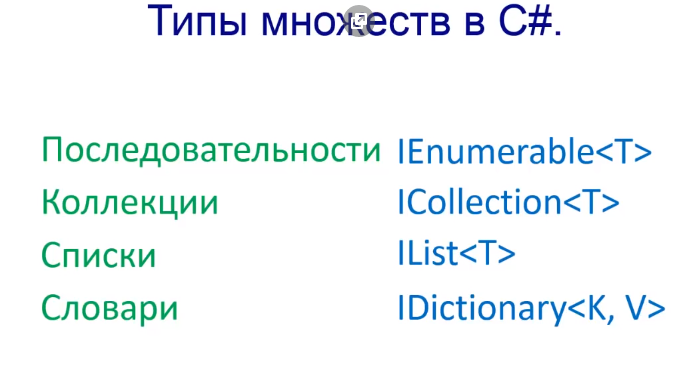 Типы множеств в C#.
Последовательности IEnumerable<T>
Коллекции ICollection<T>
Списки IList<T>
Словари IDictionary<K, V>